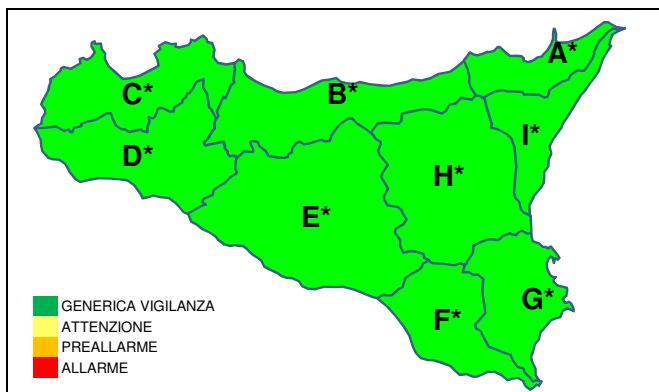 A*
B*
C*
I*
D*
H*
E*
G*
F*
GENERICA VIGILANZA
ATTENZIONE
PREALLARME
ALLARME